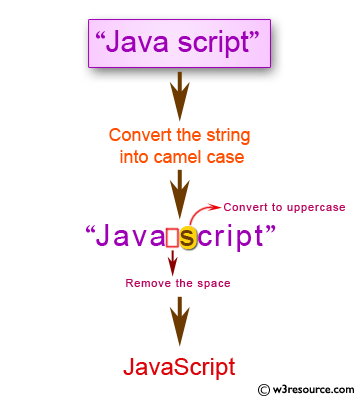 “Java script”
Convert the string
into camel case
Convert to uppercase
“Java script”
Remove the space
JavaScript
© w3resource.com